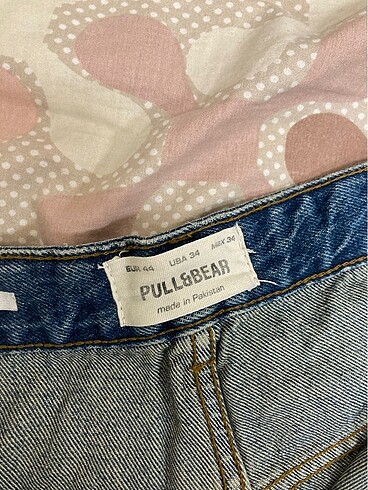 EUR 44 USA 34 MEX 34
PULL&BEAR
made in Pakistan